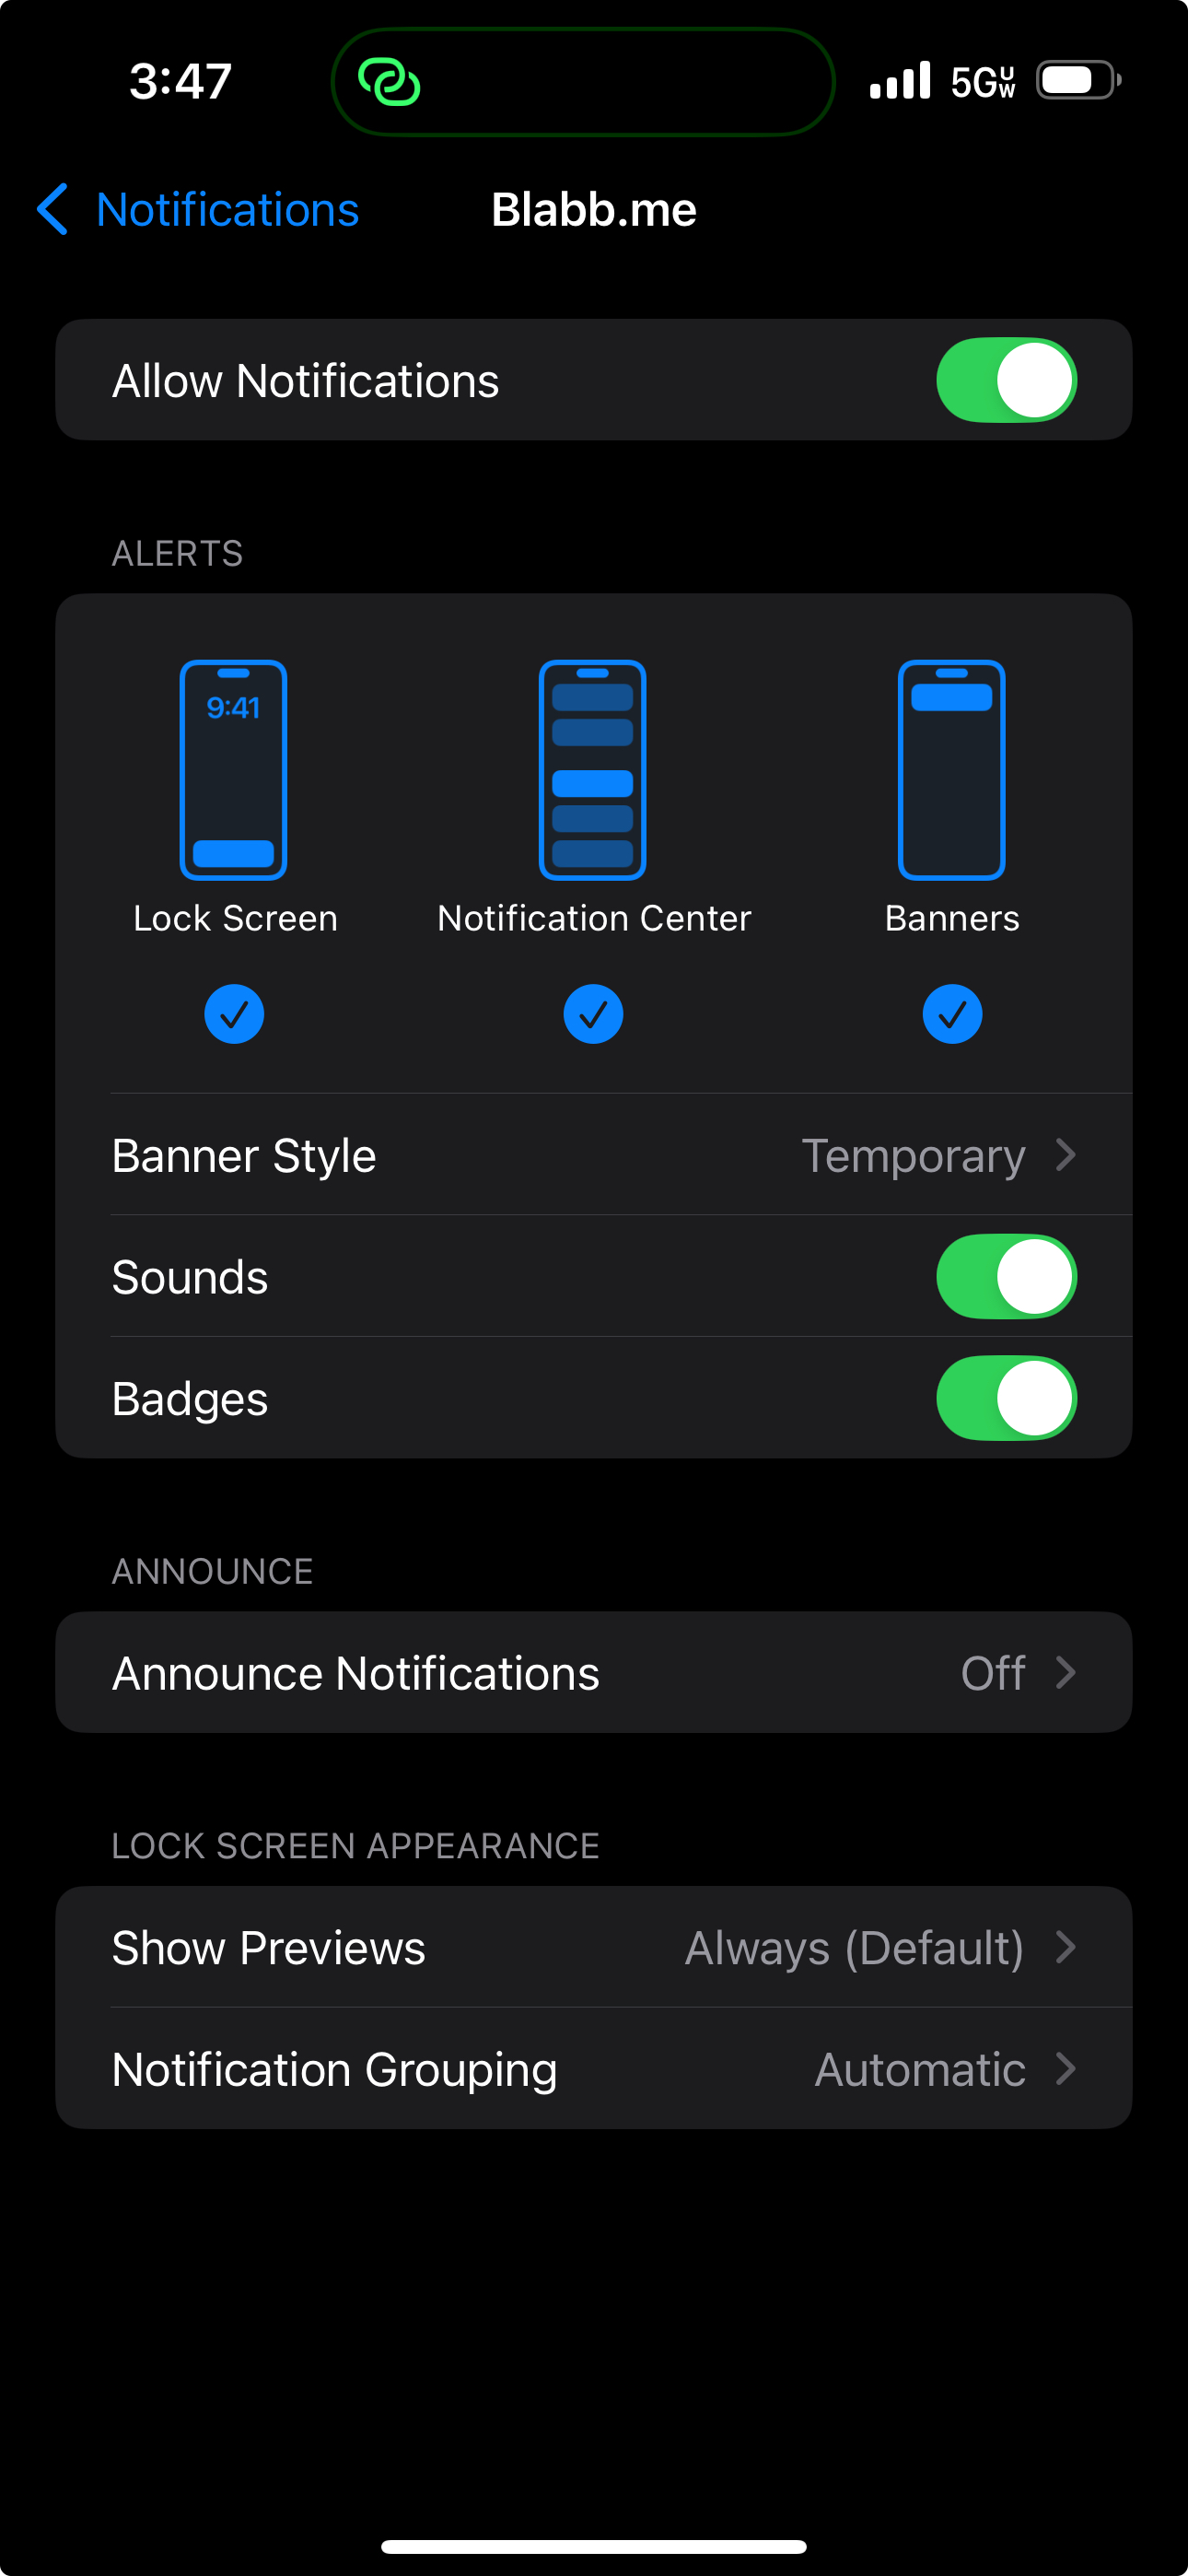 3:47
5G UW
Notifications
Blabb.me
Allow Notifications
ALERTS
9:41
Lock Screen
Notification Center
Banners
Banner Style
Temporary
Sounds
Badges
ANNOUNCE
Announce Notifications
Off
LOCK SCREEN APPEARANCE
Show Previews
Always (Default)
Notification Grouping
Automatic